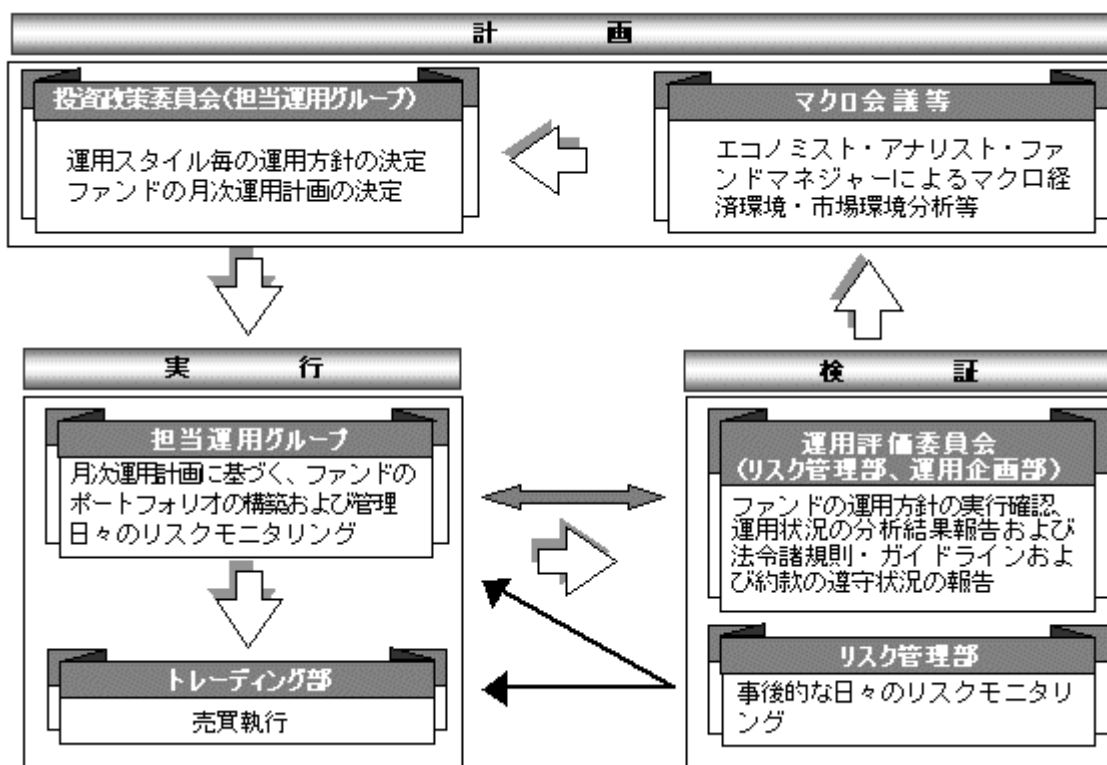 計 画
投資政策委員会(担当運用グループ)
運用スタイル毎の運用方針の決定
ファンドの月次運用計画の決定
マクロ会議等
エコノミスト・アナリスト・ファ
ンドマネジャーによるマクロ経
済環境・市場環境分析等
実 行
担当運用グループ
月次運用計画に基づく、ファンドの
ポートフォリオの構築および管理
日々のリスクモニタリング
トレーディング部
売買執行
検 証
運用評価委員会
(リスク管理部、運用企画部)
ファンドの運用方針の実行確認、
運用状況の分析結果報告および
法令諸規則・ガイドラインおよ
び約款の遵守状況の報告
リスク管理部
事後的な日々のリスクモニタリ
ング